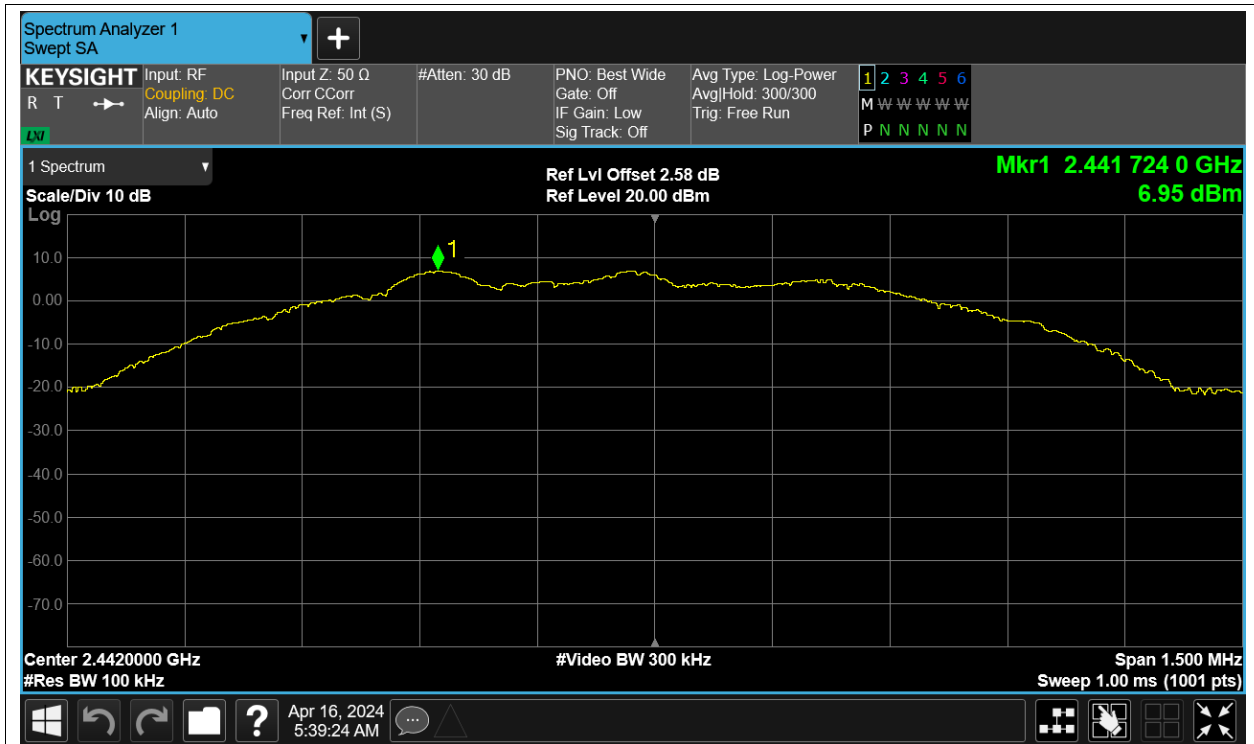 Spectrum Analyzer 1
Swept SA
+
KEYSIGHT Input: RF Input Z: 50 Ω #Atten: 30 dB PNO: Best Wide Avg Type: Log-Power 1 2 3 4 5 6
R T Coupling: DC Corr CCorr Gate: Off Avg|Hold: 300/300 M W W W W W
Align: Auto Freq Ref: Int (S) IF Gain: Low Trig: Free Run
LXI Sig Track: Off P N N N N N
1 Spectrum Ref Lvl Offset 2.58 dB Mkr1 2.441 724 0 GHz
Scale/Div 10 dB Ref Level 20.00 dBm 6.95 dBm
Log
1
10.0
0.00
-10.0
-20.0
-30.0
-40.0
-50.0
-60.0
-70.0
Center 2.4420000 GHz #Video BW 300 kHz Span 1.500 MHz
#Res BW 100 kHz Sweep 1.00 ms (1001 pts)
? Apr 16, 2024
5:39:24 AM